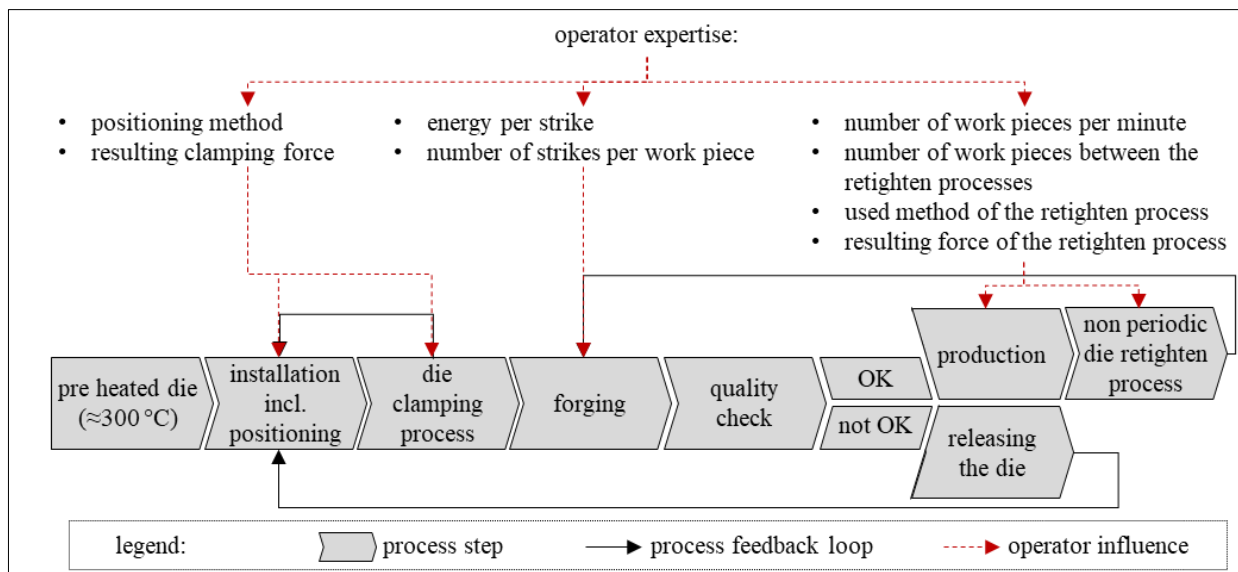 operator expertise:
• positioning method
• resulting clamping force
• energy per strike
• number of strikes per work piece
• number of work pieces per minute
• number of work pieces between the
retighten processes
• used method of the retighten process
• resulting force of the retighten process
pre heated die
(≈300 °C)
installation
incl.
positioning
die
clamping
process
forging
quality
check
OK
not OK
production
non periodic
die retighten
process
releasing
the die
legend:
process step
process feedback loop
operator influence